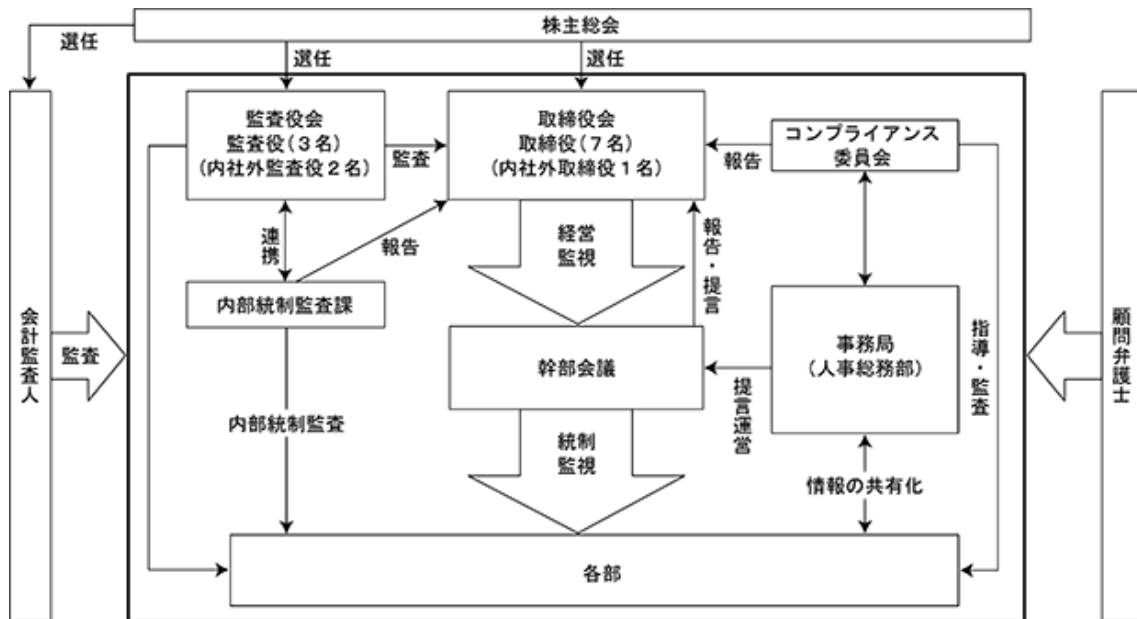 株主総会
選任
選任
選任
監査役会
監査役(3名)
(内社外監査役2名)
監査
取締役会
取締役(7名)
(内社外取締役1名)
報告
コンプライアンス
委員会
連携
報告
経営
監視
報告・提言
内部統制監査課
会計監査人
監査
幹部会議
事務局
(人事総務部)
指導・監査
顧問弁護士
提言運営
内部統制監査
統制
監視
情報の共有化
各部